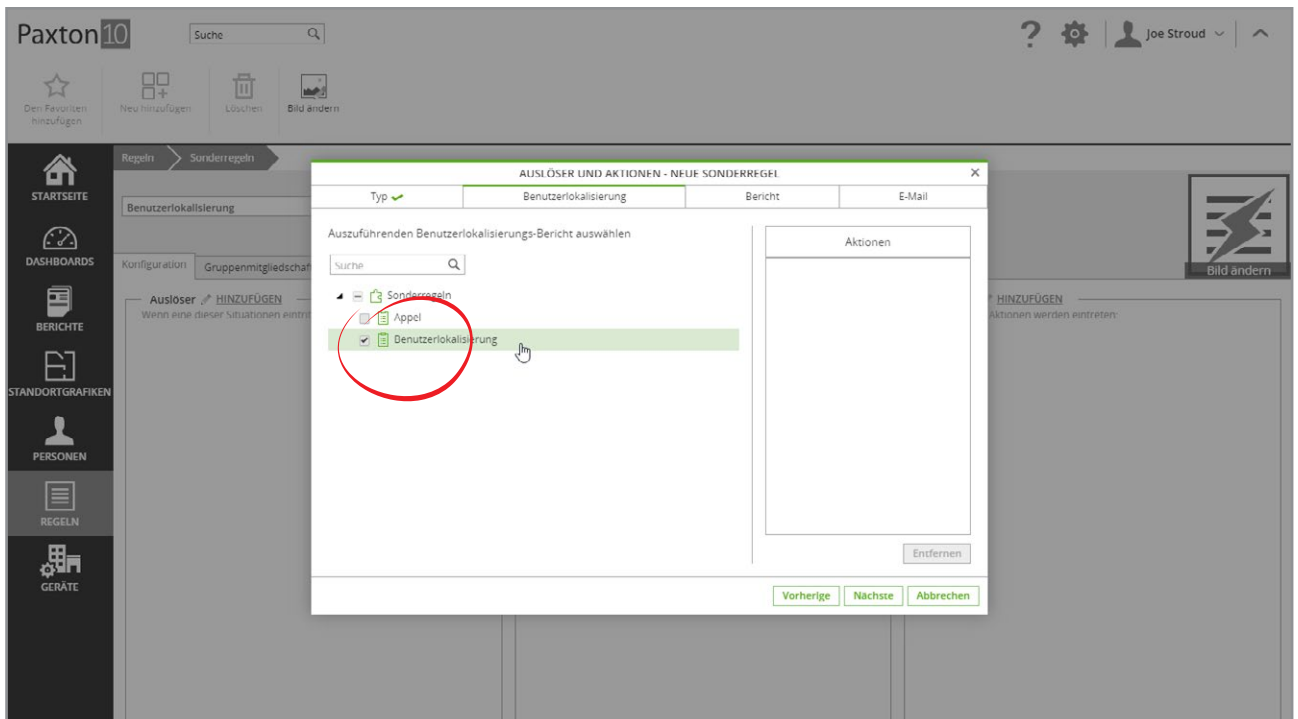 Paxton10
Suche
Joe Stroud
Den Favoriten hinzufügen
Neu hinzufügen
Löschen
Bild ändern
STARTSEITE
DASHBOARDS
BERICHTE
STANDORTGRAFIKEN
PERSONEN
REGELN
GERÄTE
Regeln
Sonderregeln
Benutzerlokalisierung
Konfiguration
Gruppenmitgliedschaf
Auslöser HINZUFÜGEN
Wenn eine dieser Situationen eintrit
AUSLÖSER UND AKTIONEN - NEUE SONDERREGEL
Typ
Benutzerlokalisierung
Bericht
E-Mail
Auszuführenden Benutzerlokalisierungs-Bericht auswählen
Suche
Sonderregeln
Appel
Benutzerlokalisierung
Aktionen
Entfernen
Vorherige
Nächste
Abbrechen
Bild ändern
HINZUFÜGEN
Aktionen werden eintreten: